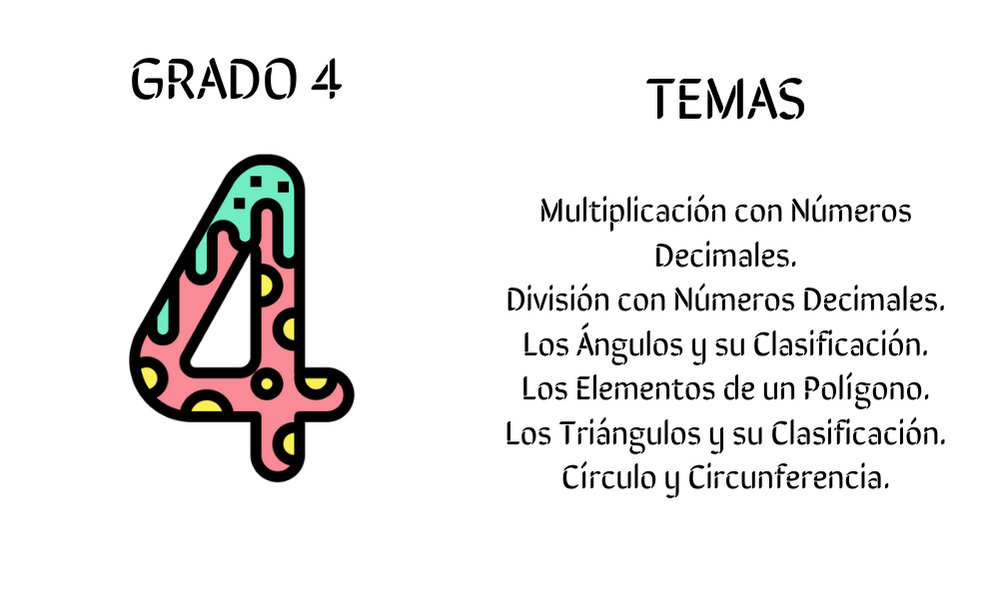 GRADO 4
4
TEMAS
Multiplicación con Números
Decimales.
División con Números Decimales.
Los Ángulos y su Clasificación.
Los Elementos de un Polígono.
Los Triángulos y su Clasificación.
Círculo y Circunferencia.